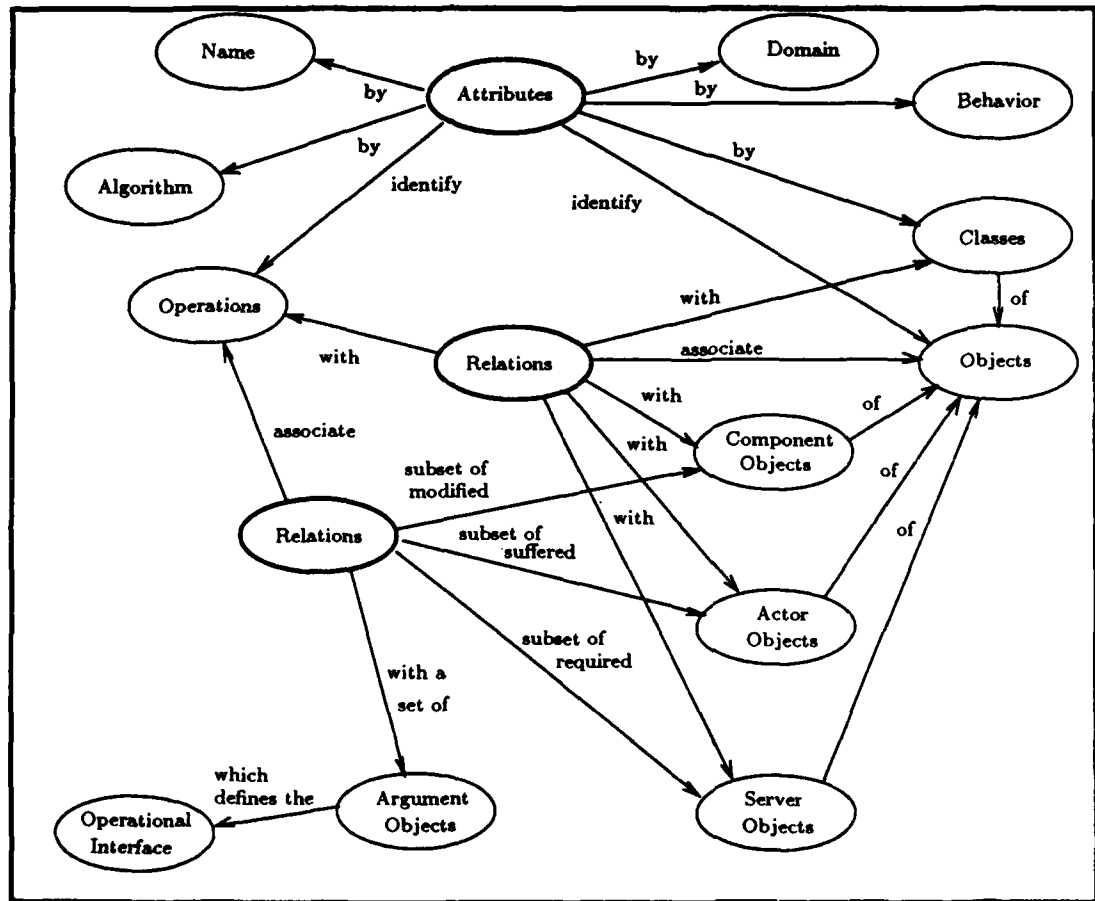 Name
Domain
by
by
Attributes
by
Behavior
by
by
by
Algorithm
identify
identify
Classes
Operations
with
of
with
Relations
associate
Objects
with
of
associate
with
Component
Objects
subset of
modified
of
with
Relations
subset of
suffered
of
Actor
Objects
subset of
required
with a
set of
which
defines the
Argument
Objects
Server
Objects
Operational
Interface